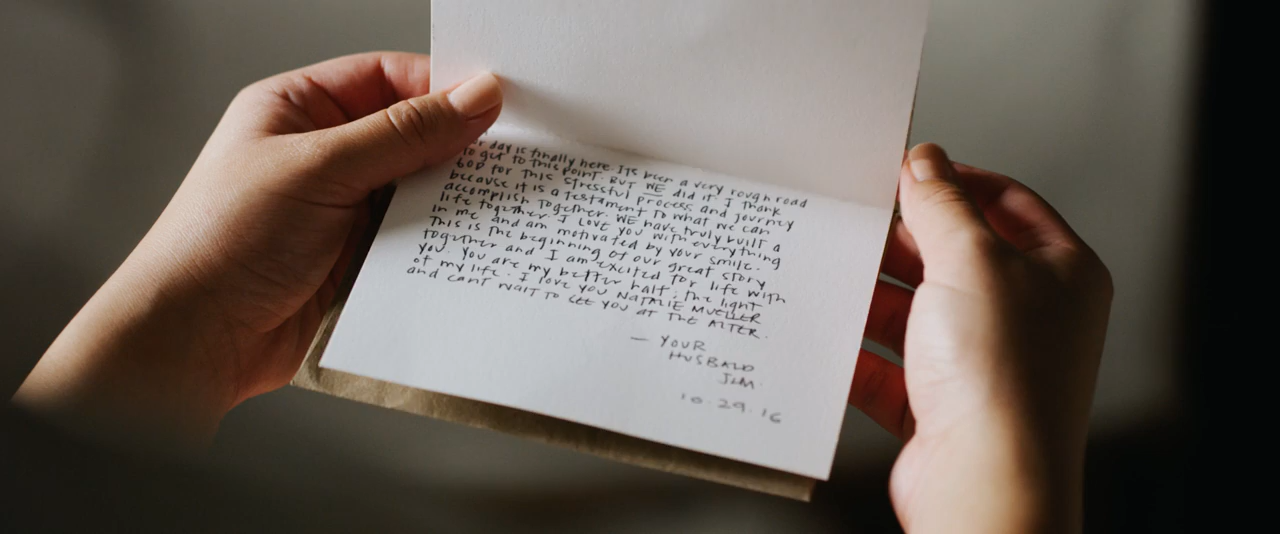 day is finally here. Its been a very rough road
to get to this point. BUT WE did it. I thank
GOD for this stressful process and journey
because it is a testament to what we can
accomplish together. WE have truly built a
life together. I LOVE YOU with everything
in me and am motivated by your smile.
This is the beginning of our great story
together and I am excited for life with
you. You are my better half; the light
of my life. I love you NATALIE MUELLER
and can't WAIT TO SEE YOU AT THE ALTER.
— YOUR
HUSBAND
10.29.16